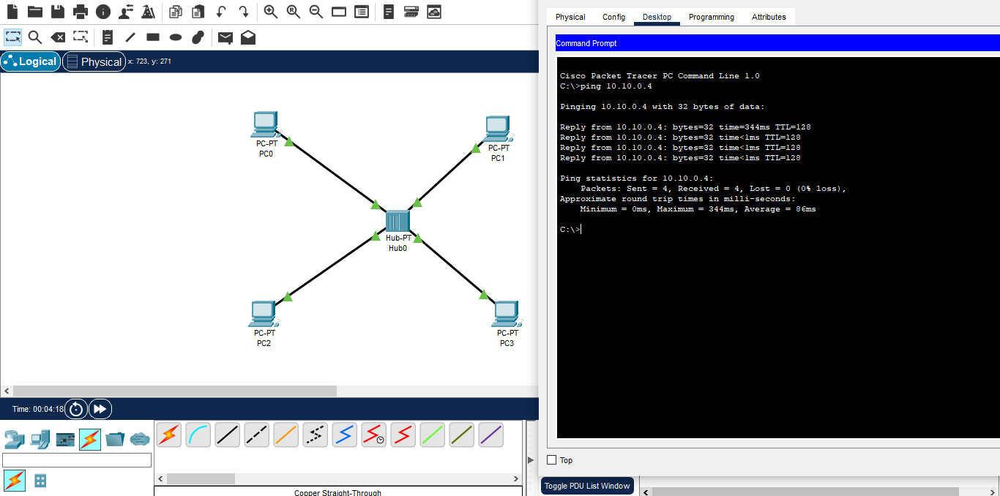 Logical
Physical
x: 723, y: 271
PC-PT
PC0
PC-PT
PC1
Hub-PT
Hub0
PC-PT
PC2
PC-PT
PC3
Time: 00:04:18
Copper Straight-Through
Physical
Config
Desktop
Programming
Attributes
Command Prompt
Cisco Packet Tracer PC Command Line 1.0
C:\>ping 10.10.0.4
Pinging 10.10.0.4 with 32 bytes of data:
Reply from 10.10.0.4: bytes=32 time=344ms TTL=128
Reply from 10.10.0.4: bytes=32 time<1ms TTL=128
Reply from 10.10.0.4: bytes=32 time<1ms TTL=128
Reply from 10.10.0.4: bytes=32 time<1ms TTL=128
Ping statistics for 10.10.0.4:
Packets: Sent = 4, Received = 4, Lost = 0 (0% loss),
Approximate round trip times in milli-seconds:
Minimum = 0ms, Maximum = 344ms, Average = 86ms
C:\>
Top
Toggle PDU List Window